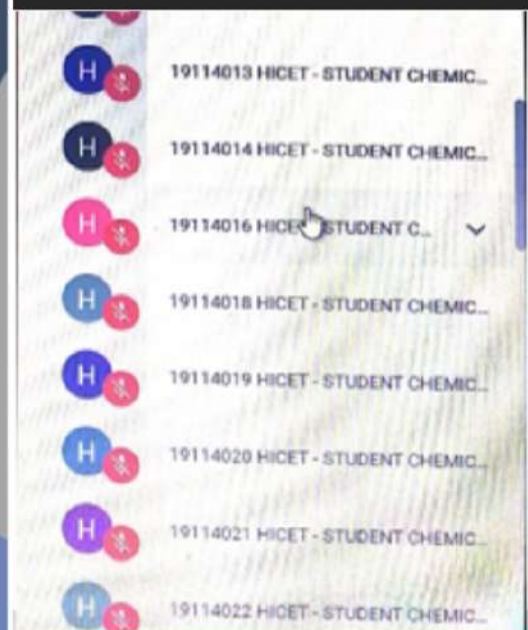 H 19114013 HICET - STUDENT CHEMIC...
H 19114014 HICET - STUDENT CHEMIC...
H 19114016 HICET STUDENT C...
H 19114018 HICET - STUDENT CHEMIC...
H 19114019 HICET - STUDENT CHEMIC...
H 19114020 HICET - STUDENT CHEMIC...
H 19114021 HICET - STUDENT CHEMIC...
H 19114022 HICET - STUDENT CHEMIC...